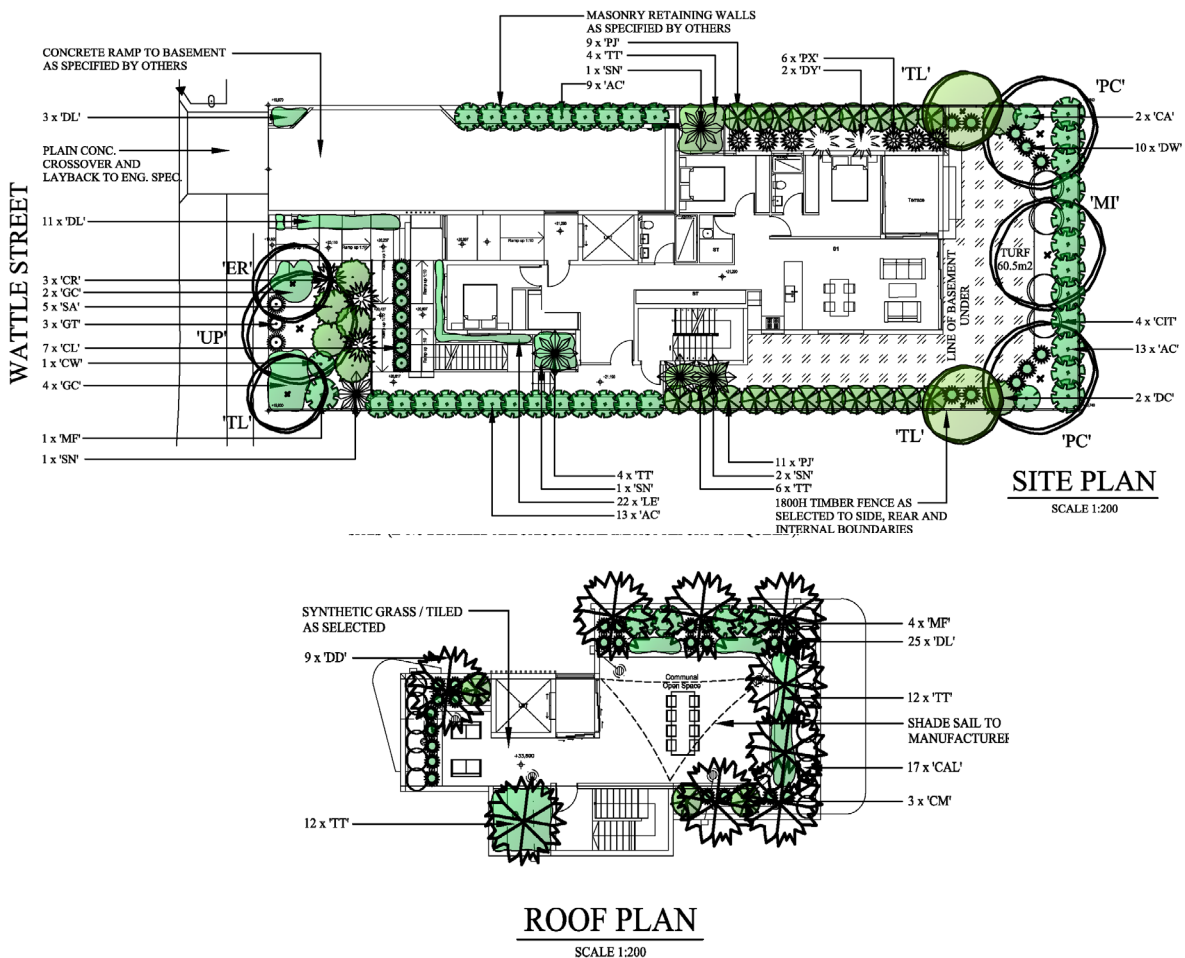 MASONRY RETAINING WALLS
AS SPECIFIED BY OTHERS
9 x 'PJ'
4 x 'TT'
1 x 'SN'
9 x 'AC'
6 x 'PX'
2 x 'DY'
'TL'
'PC'
CONCRETE RAMP TO BASEMENT
AS SPECIFIED BY OTHERS
3 x 'DL'
PLAIN CONC.
CROSSOVER AND
LAYBACK TO ENG. SPEC.
2 x 'CA'
10 x 'DW'
WATTLE STREET
11 x 'DL'
'ER'
3 x 'CR'
2 x 'GC'
5 x 'SA'
3 x 'GT'
'UP'
7 x 'CL'
1 x 'CW'
4 x 'GC'
'TL'
1 x 'MF'
1 x 'SN'
Terrace
'MI'
TURF
60.5m2
LINE OF BASEMENT
UNDER
4 x 'CIT'
13 x 'AC'
2 x 'DC'
'TL'
'PC'
4 x 'TT'
1 x 'SN'
22 x 'LE'
13 x 'AC'
11 x 'PJ'
2 x 'SN'
6 x 'TT'
1800H TIMBER FENCE AS
SELECTED TO SIDE, REAR AND
INTERNAL BOUNDARIES
SITE PLAN
SCALE 1:200
SYNTHETIC GRASS / TILED
AS SELECTED
9 x 'DD'
12 x 'TT'
Communal
Open Space
4 x 'MF'
25 x 'DL'
12 x 'TT'
SHADE SAIL TO
MANUFACTURER
17 x 'CAL'
3 x 'CM'
ROOF PLAN
SCALE 1:200